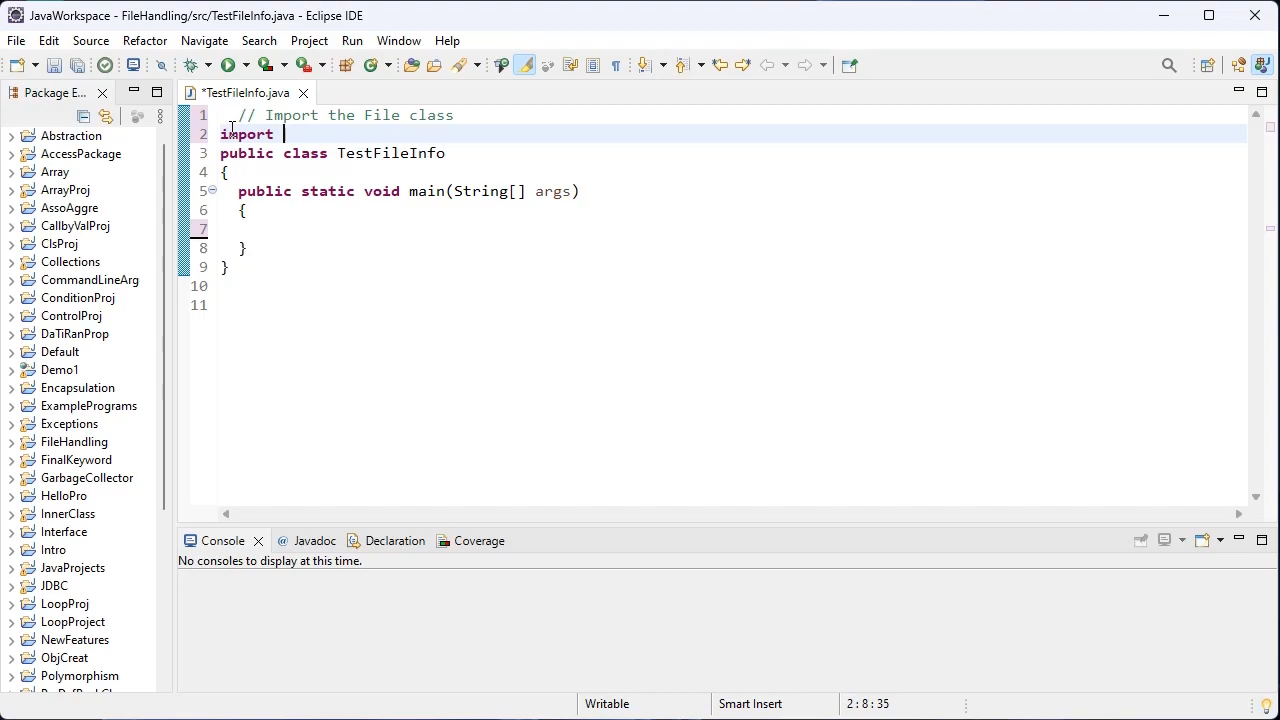 JavaWorkspace - FileHandling/src/TestFileInfo.java - Eclipse IDE
File Edit Source Refactor Navigate Search Project Run Window Help
Package E...
*TestFileInfo.java
Abstraction
AccessPackage
Array
ArrayProj
AssoAggre
CallbyValProj
ClsProj
Collections
CommandLineArg
ConditionProj
ControlProj
DaTiRanProp
Default
Demo1
Encapsulation
ExamplePrograms
Exceptions
FileHandling
FinalKeyword
GarbageCollector
HelloPro
InnerClass
Interface
Intro
JavaProjects
JDBC
LoopProj
LoopProject
NewFeatures
ObjCreat
Polymorphism
1 // Import the File class
2 import
3 public class TestFileInfo
4 {
5 public static void main(String[] args)
6 {
7
8 }
9 }
10
11
Console @ Javadoc Declaration Coverage
No consoles to display at this time.
Writable Smart Insert 2:8:35